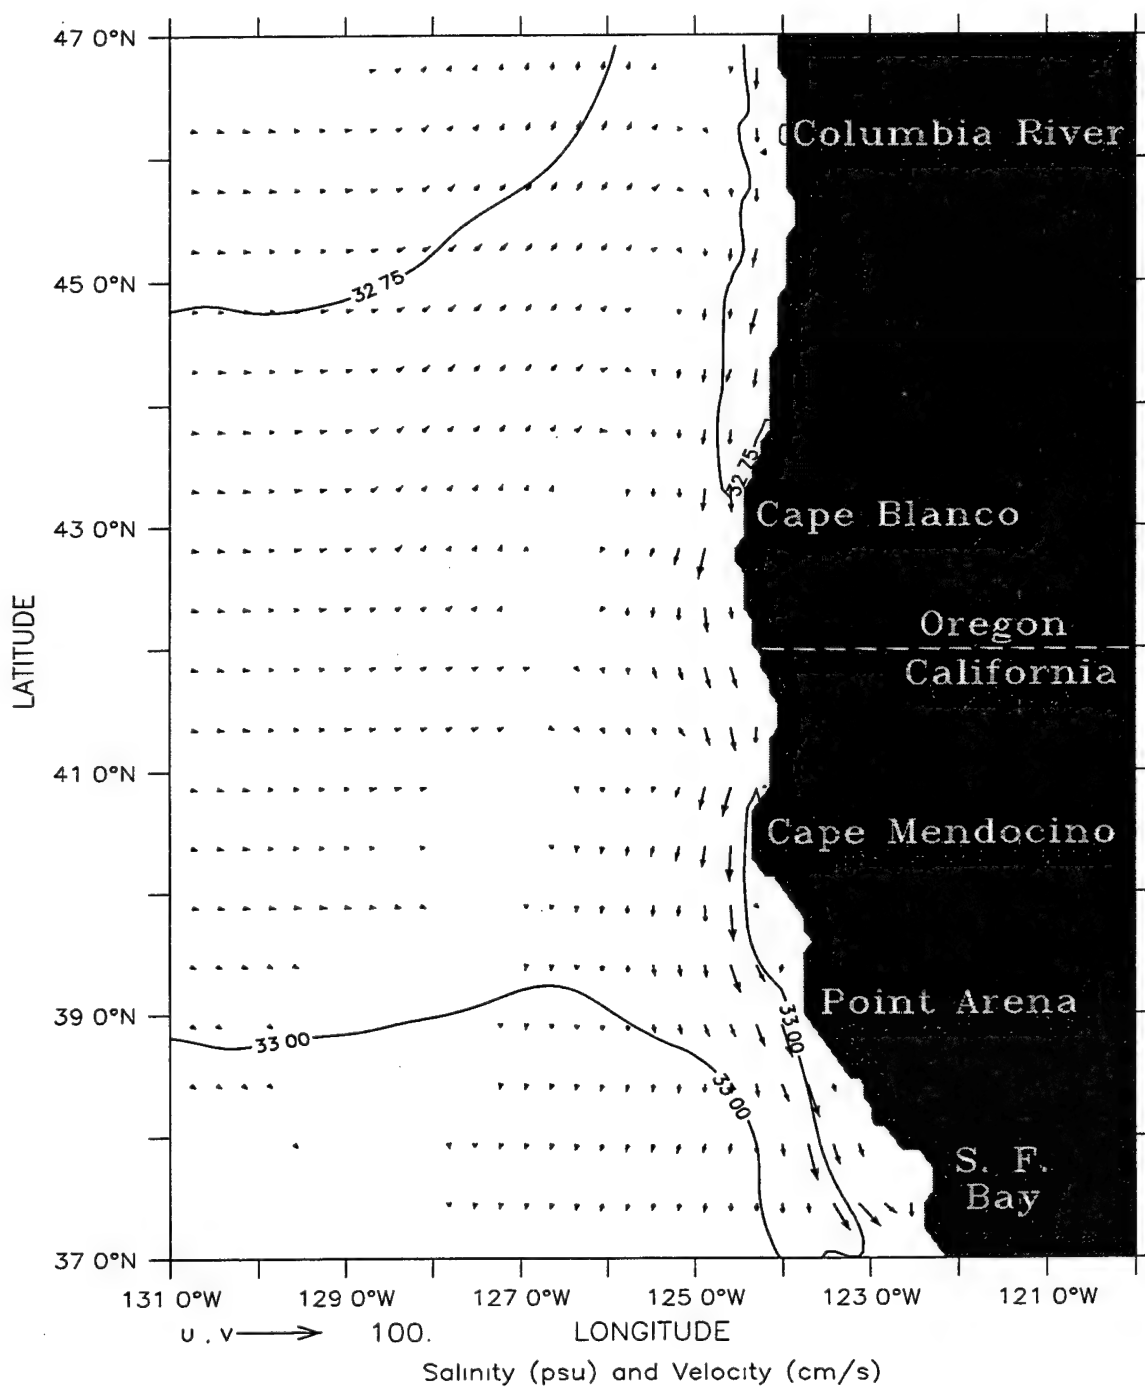 47 0°N
Columbia River
45 0°N
32 75
32 75
43 0°N
Cape Blanco
Oregon
California
LATITUDE
41 0°N
Cape Mendocino
39 0°N
Point Arena
33 00
33 00
33 00
S. F.
Bay
37 0°N
131 0°W 129 0°W 127 0°W 125 0°W 123 0°W 121 0°W
u , v 100. LONGITUDE
Salinity (psu) and Velocity (cm/s)